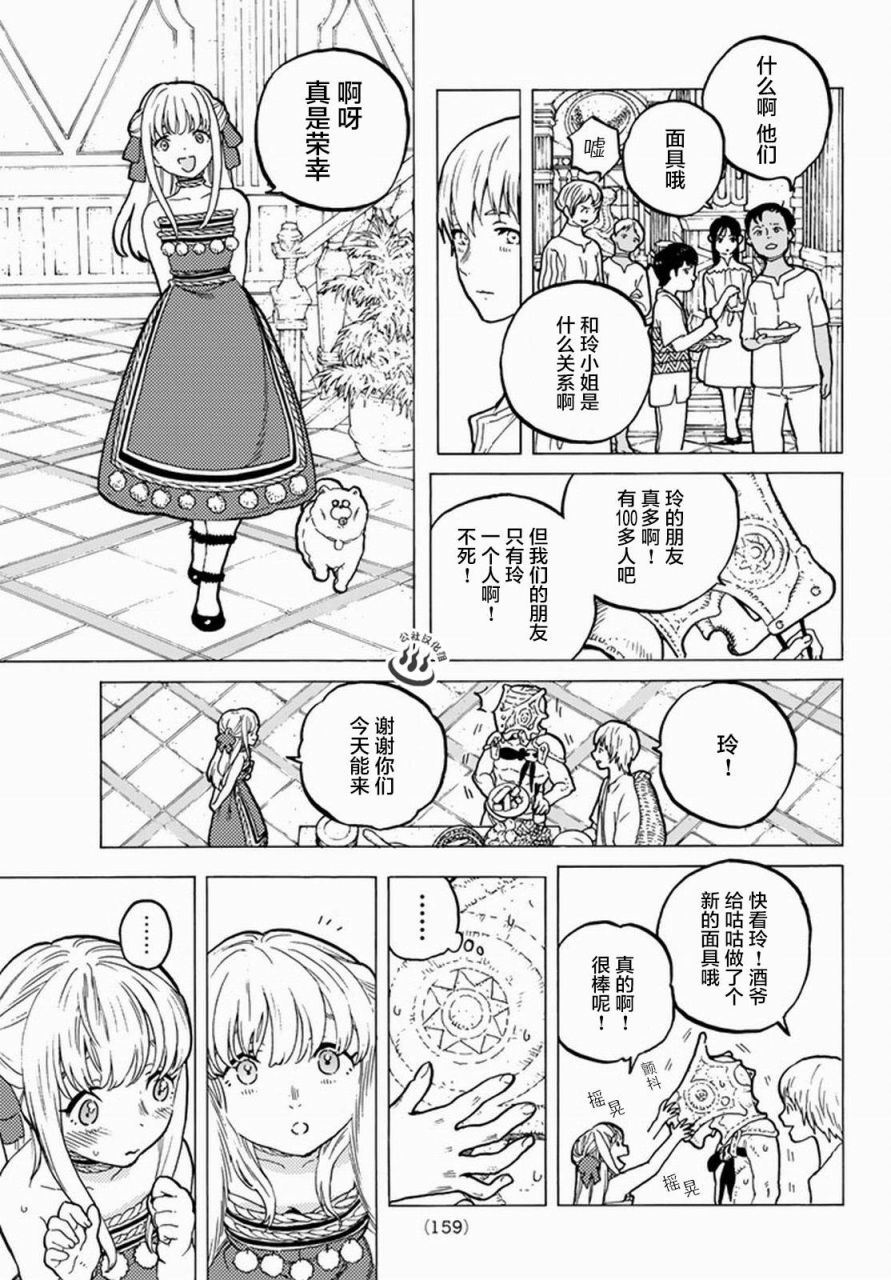 什么啊 他们
面具哦
嘘
和玲小姐是
什么关系啊
啊呀
真是荣幸
玲的朋友
真多啊！
有100多人吧
但我们的朋友
只有玲
一个人啊！
不死！
公社汉化组
玲！
谢谢你们
今天能来
快看玲！酒爷
给咕咕做了个
新的面具哦
真的啊！
很棒呢！
颤抖
摇晃
摇晃
……
……
（159）